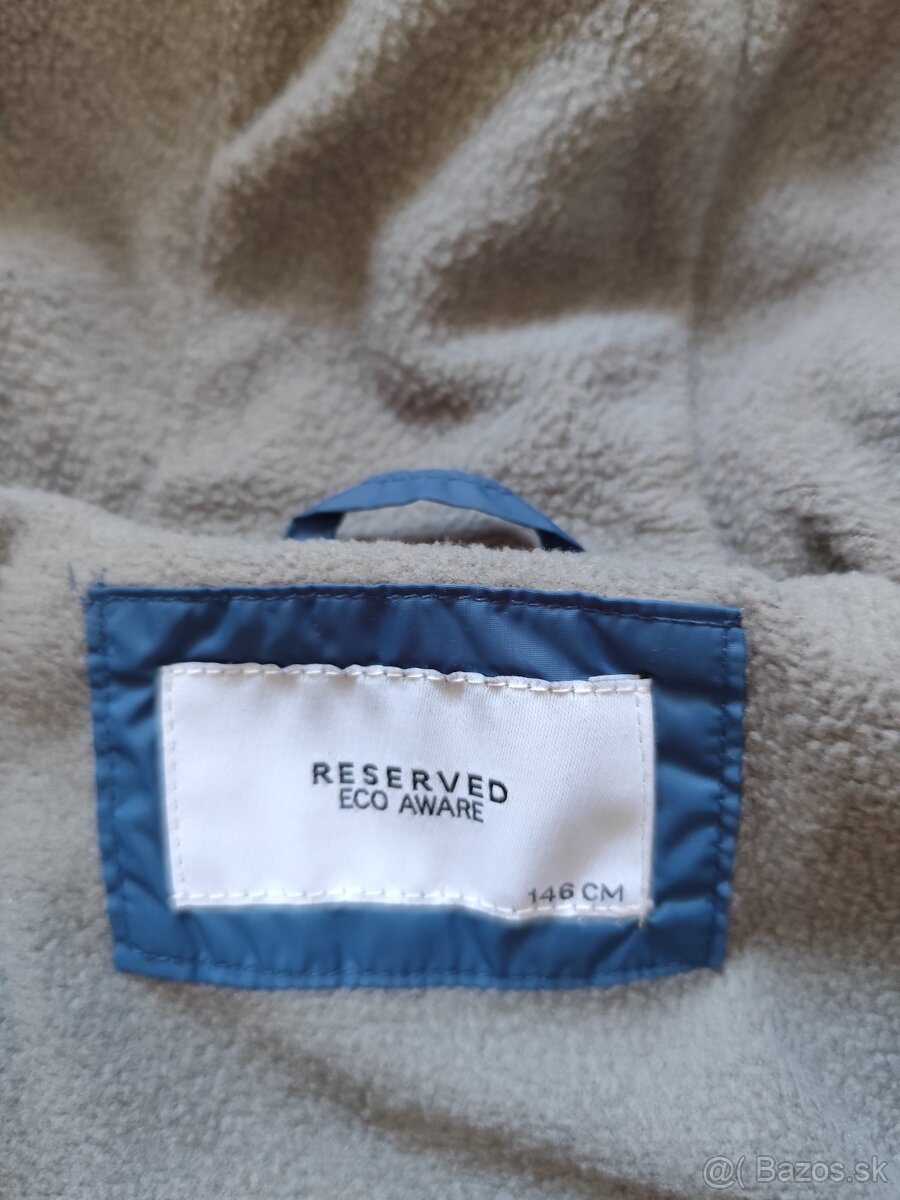 RESERVED
ECO AWARE
146 CM
@( Bazos.sk